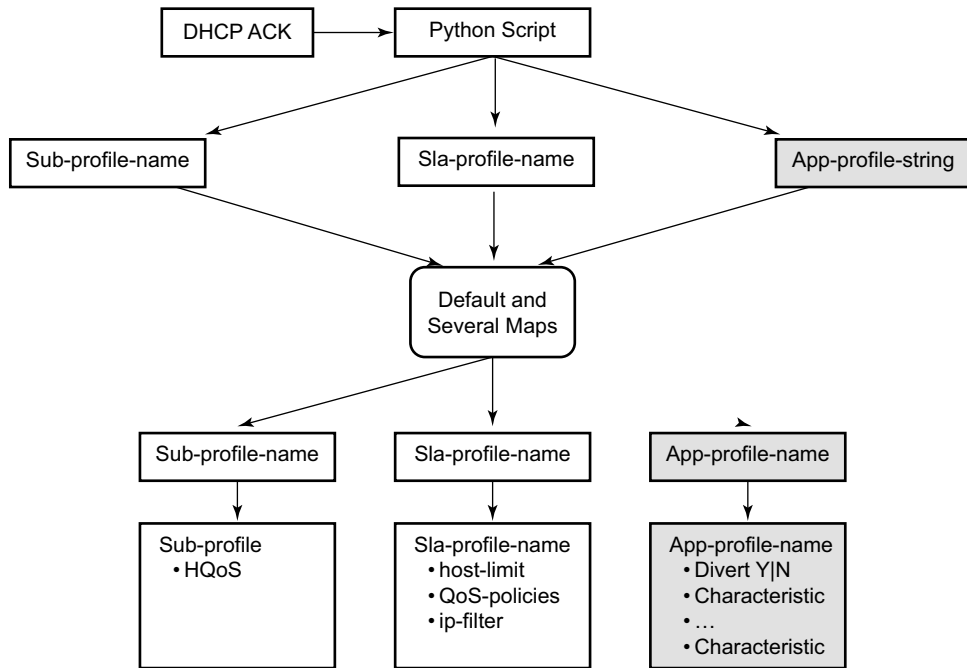 DHCP ACK
Python Script
Sub-profile-name
Sla-profile-name
App-profile-string
Default and
Several Maps
Sub-profile-name
Sla-profile-name
App-profile-name
Sub-profile
• HQoS
Sla-profile-name
• host-limit
• QoS-policies
• ip-filter
App-profile-name
• Divert Y|N
• Characteristic
• …
• Characteristic